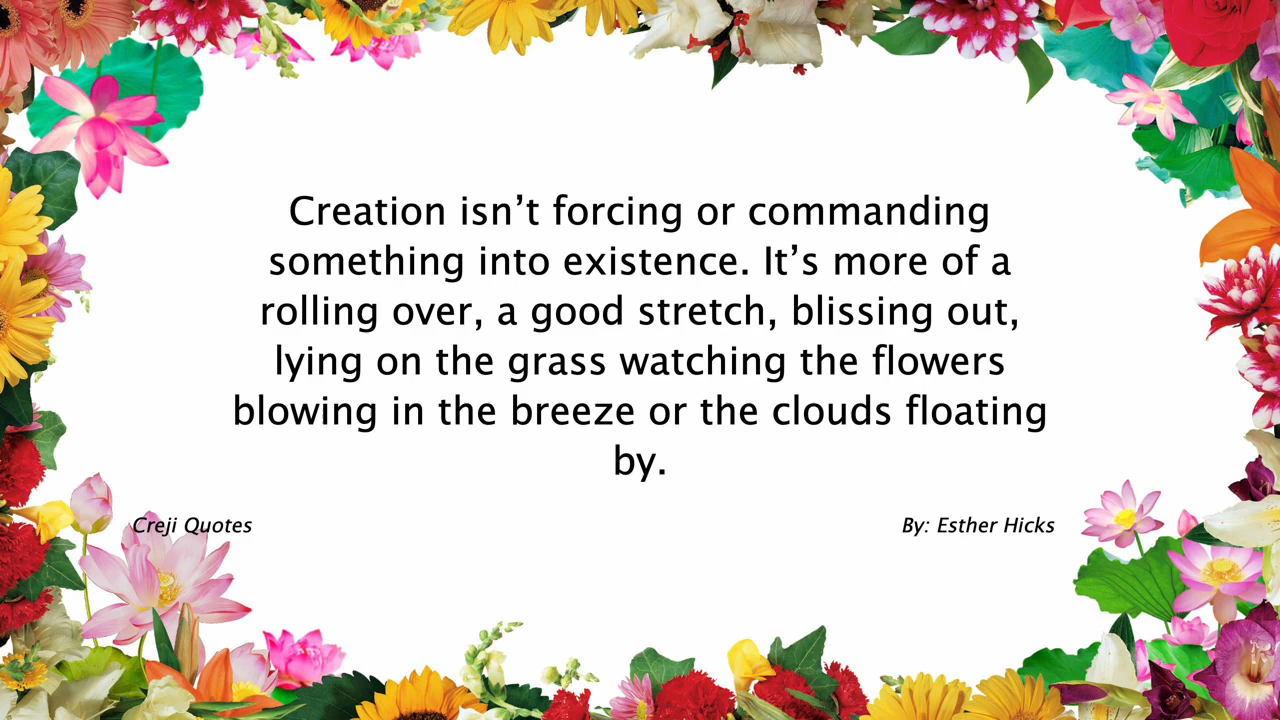 Creation isn’t forcing or commanding
something into existence. It’s more of a
rolling over, a good stretch, blissing out,
lying on the grass watching the flowers
blowing in the breeze or the clouds floating
by.
Creji Quotes
By: Esther Hicks